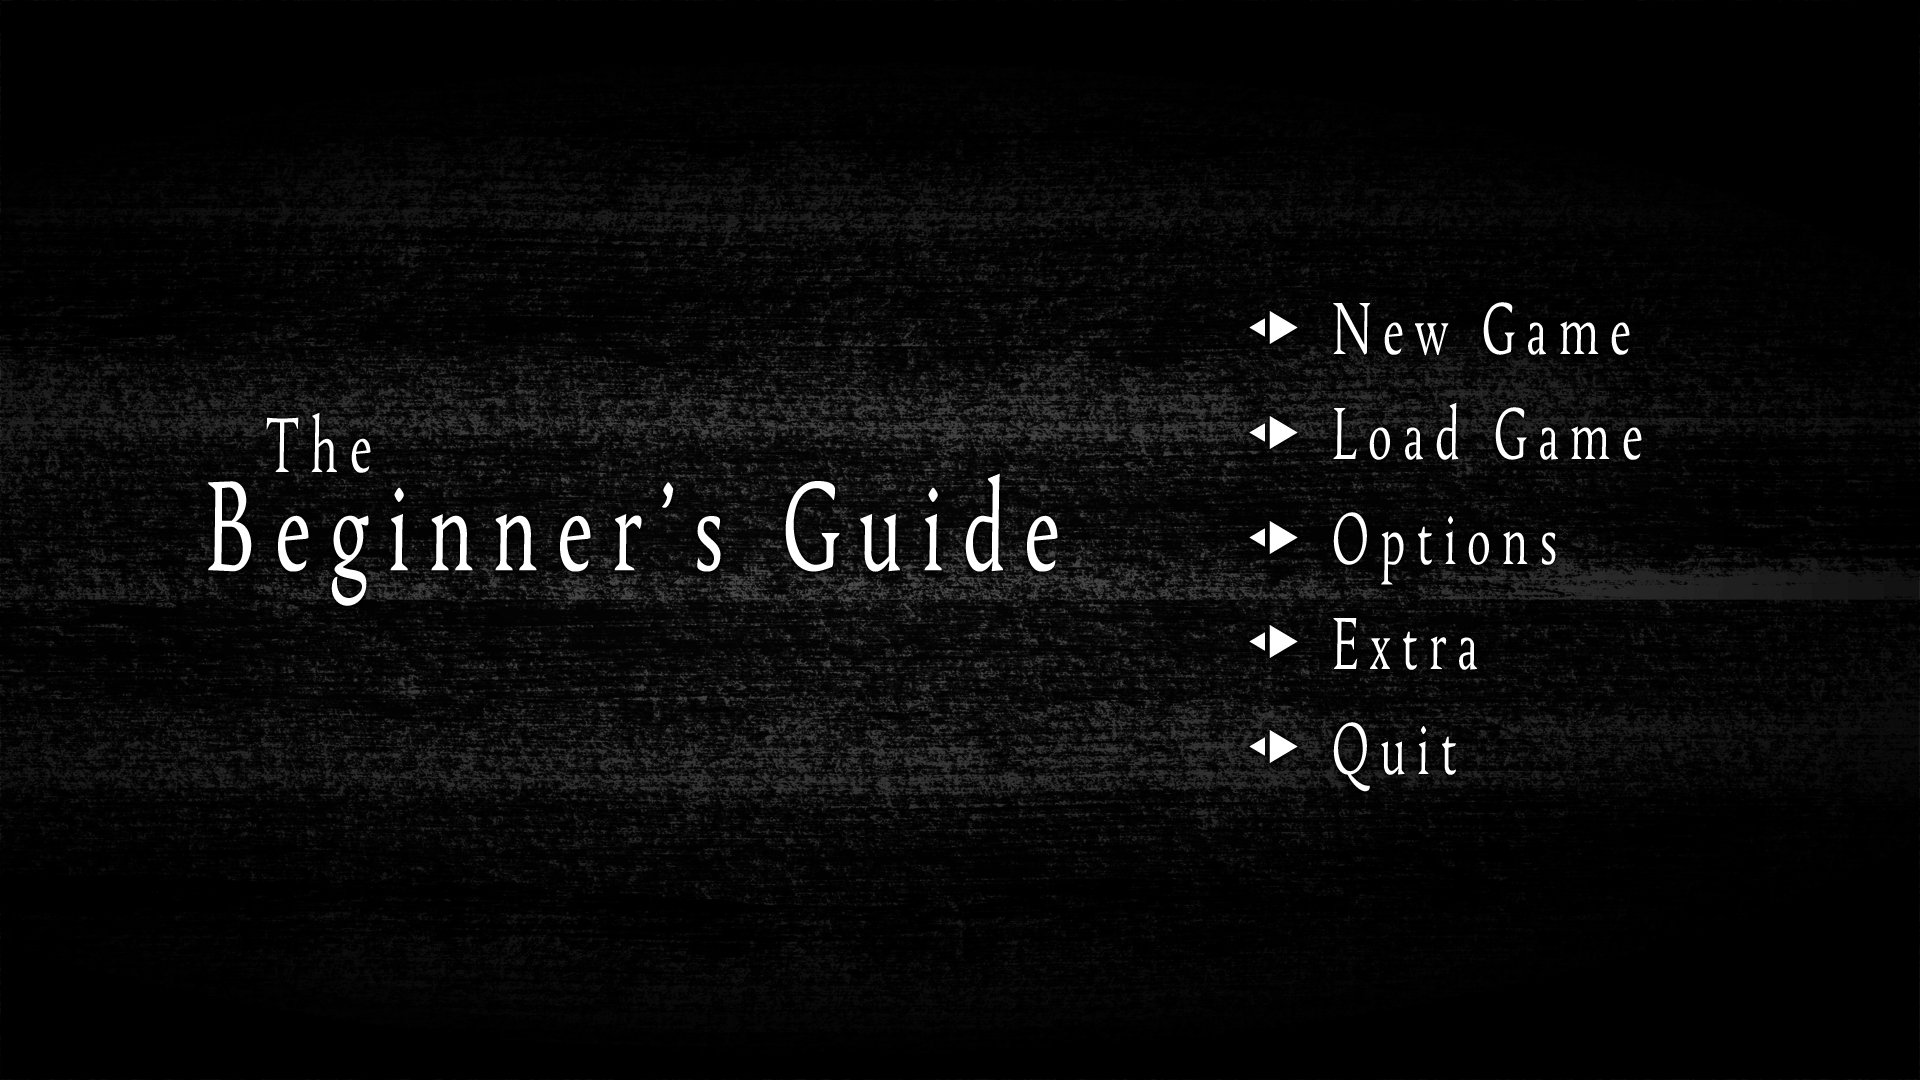 The
Beginner’s Guide
New Game
Load Game
Options
Extra
Quit